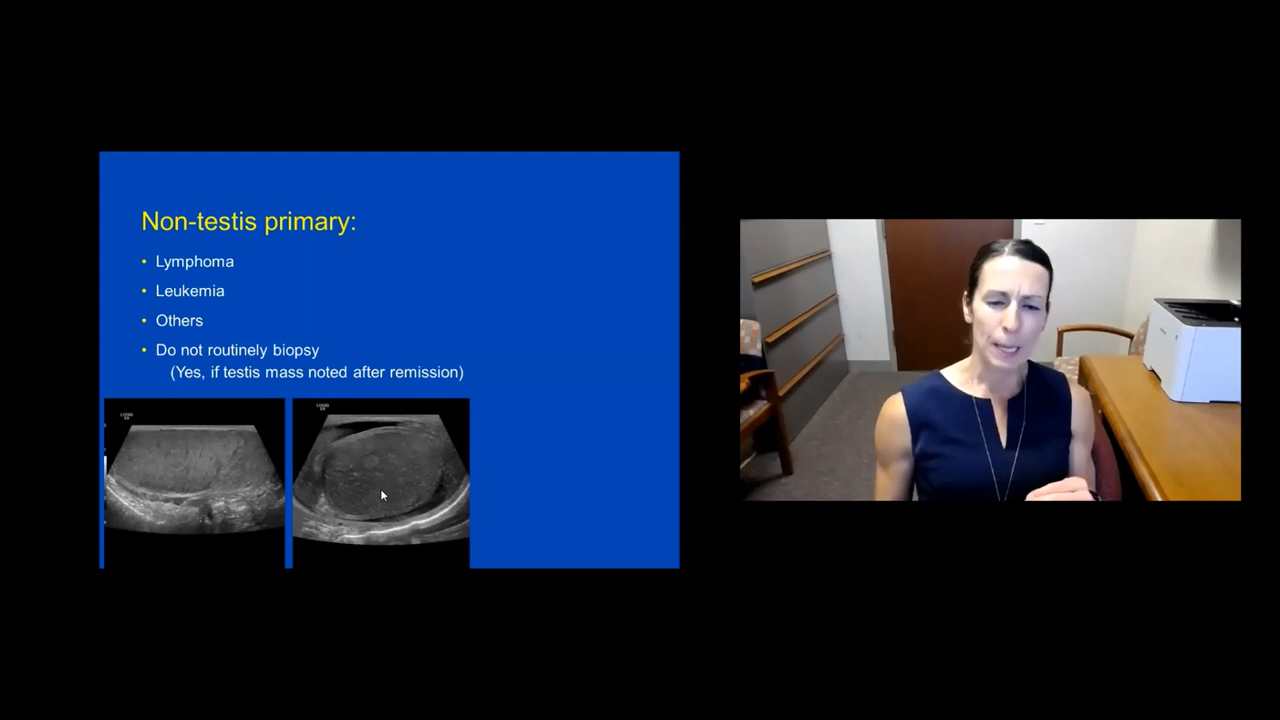 Non-testis primary:
• Lymphoma
• Leukemia
• Others
• Do not routinely biopsy
(Yes, if testis mass noted after remission)